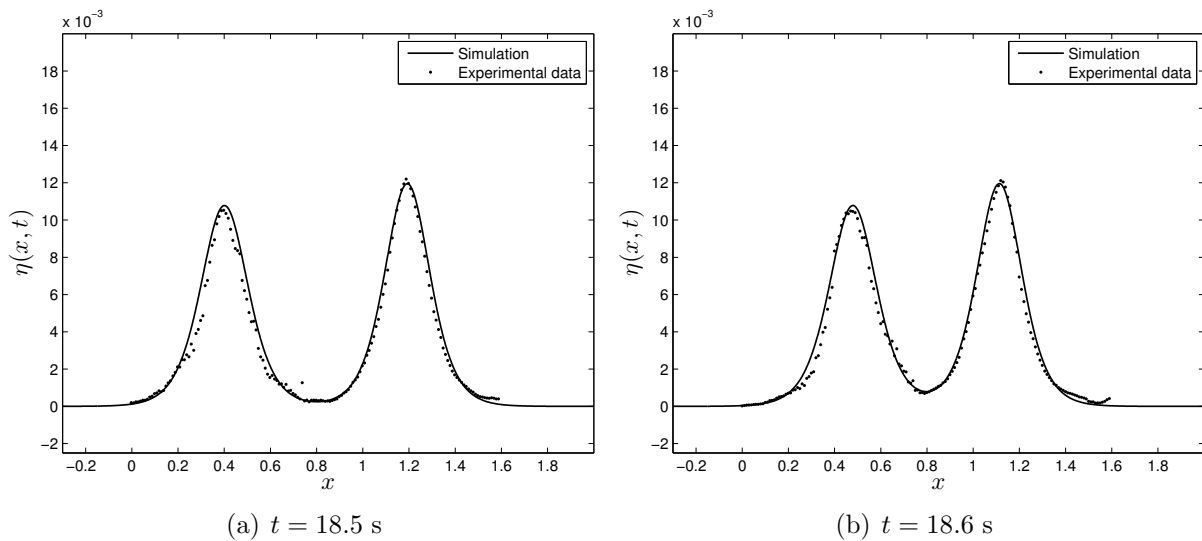 x 10⁻³
Simulation
Experimental data
18
16
14
12
10
8
6
4
2
0
−2
η(x, t)
−0.2 0 0.2 0.4 0.6 0.8 1 1.2 1.4 1.6 1.8
x
(a) t = 18.5 s
x 10⁻³
Simulation
Experimental data
18
16
14
12
10
8
6
4
2
0
−2
η(x, t)
−0.2 0 0.2 0.4 0.6 0.8 1 1.2 1.4 1.6 1.8
x
(b) t = 18.6 s